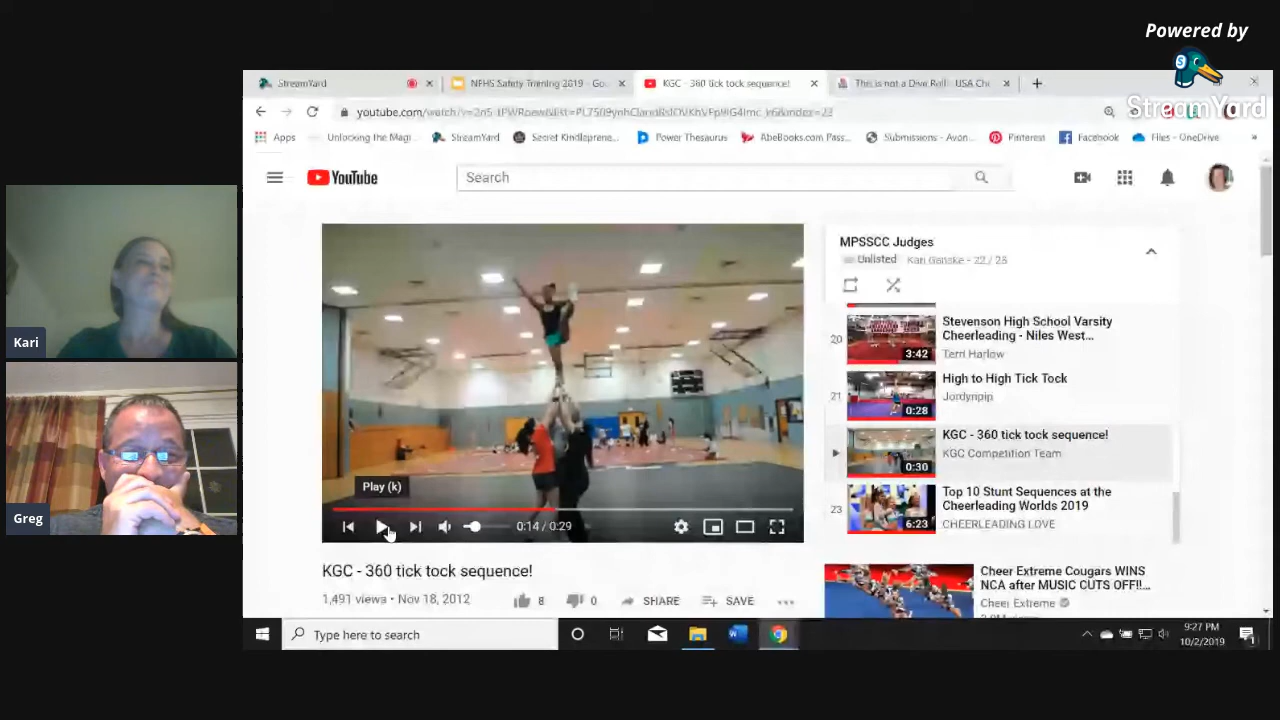 Powered by
StreamYard
StreamYard
NFHS Safety Training 2019 - Go
KGC - 360 tick tock sequence!
This is not a Dive Roll USA Ch
youtube.com
Apps
Unlocking the Magi...
StreamYard
Secret Kindleprene...
Power Thesaurus
AbeBooks.com Pass...
Submissions - Avon...
Pinterest
Facebook
Files - OneDrive
»
YouTube
Search
MPSSCC Judges
Unlisted Kari Ganske - 22 / 23
20
Stevenson High School Varsity
Cheerleading - Niles West...
Terri Harlow
3:42
21
High to High Tick Tock
Jordynpip
0:28
KGC - 360 tick tock sequence!
KGC Competition Team
0:30
23
Top 10 Stunt Sequences at the
Cheerleading Worlds 2019
CHEERLEADING LOVE
6:23
Cheer Extreme Cougars WINS
NCA after MUSIC CUTS OFF!!...
Cheer Extreme
Play (k)
0:14 / 0:29
KGC - 360 tick tock sequence!
1,491 views • Nov 18, 2012
8
0
SHARE
SAVE
Kari
Greg
Type here to search
9:27 PM
10/2/2019